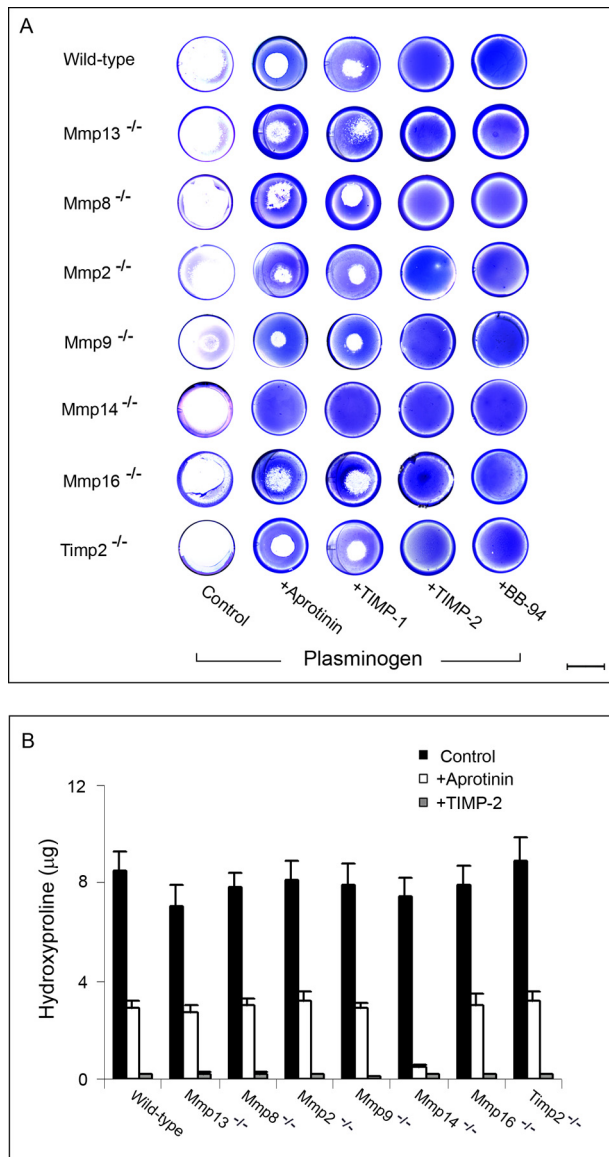 A
Wild-type
Mmp13 -/-
Mmp8 -/-
Mmp2 -/-
Mmp9 -/-
Mmp14 -/-
Mmp16 -/-
Timp2 -/-
Control +Aprotinin +TIMP-1 +TIMP-2 +BB-94
Plasminogen
B
Control
+Aprotinin
+TIMP-2
12
8
4
0
Hydroxyproline (μg)
Wild-type Mmp13 -/- Mmp8 -/- Mmp2 -/- Mmp9 -/- Mmp14 -/- Mmp16 -/- Timp2 -/-